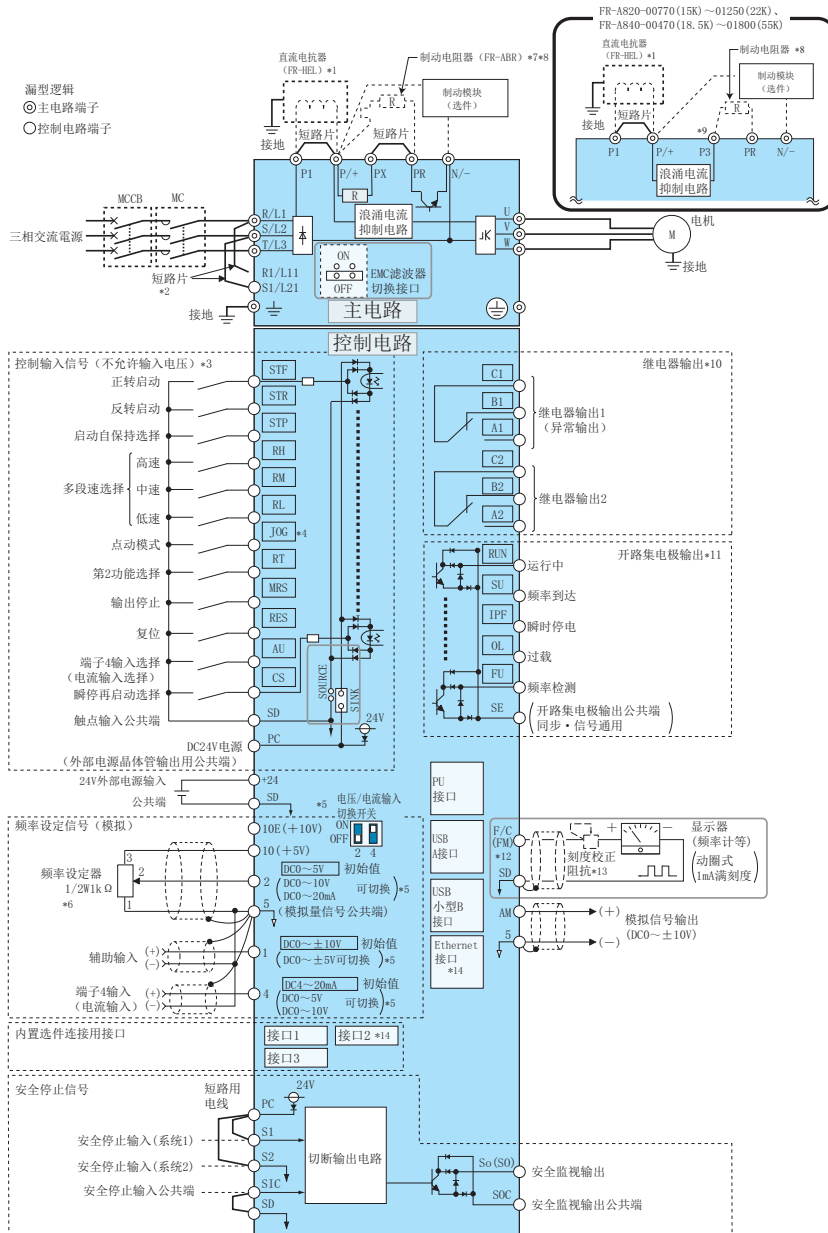 FR-A820-00770(15K)～01250(22K)、
FR-A840-00470(18.5K)～01800(55K)
直流电抗器
(FR-HEL)*1
制动电阻器 *8
制动模块
(选件)
R
接地
短路片
*9
P1
P/+
P3
PR
N/-
浪涌电流
抑制电路
漏型逻辑
主电路端子
控制电路端子
直流电抗器
(FR-HEL)*1
制动电阻器（FR-ABR）*7*8
制动模块
(选件)
R
接地
短路片
短路片
P1
P/+
PX
PR
N/-
R
浪涌电流
抑制电路
MCCB
MC
三相交流電源
R/L1
S/L2
T/L3
R1/L11
S1/L21
短路片
*2
接地
ON
OFF
EMC滤波器
切换接口
主电路
U
V
W
电机
M
接地
控制电路
控制输入信号（不允许输入电压）*3
正转启动
STF
反转启动
STR
启动自保持选择
STP
多段速选择
高速
RH
中速
RM
低速
RL
点动模式
JOG
*4
第2功能选择
RT
输出停止
MRS
复位
RES
端子4输入选择
(电流输入选择)
AU
瞬停再启动选择
CS
触点输入公共端
SD
SOURCE
SINK
24V
DC24V电源
PC
(外部电源晶体管输出用公共端)
继电器输出*10
C1
B1
A1
继电器输出1
(异常输出)
C2
B2
A2
继电器输出2
开路集电极输出*11
RUN
运行中
SU
频率到达
IPF
瞬时停电
OL
过载
FU
频率检测
SE
开路集电极输出公共端
同步・信号通用
24V外部电源输入
+24
公共端
SD
*5
电压/电流输入
切换开关
ON
OFF
2 4
频率设定信号（模拟）
10E(＋10V)
10(＋5V)
3
2
1
频率设定器
1/2W1kΩ
*6
2
DC0～5V
初始值
DC0～10V
DC0～20mA
可切换
*5
5
(模拟量信号公共端)
辅助输入
(+)
(−)
1
DC0～±10V
初始值
DC0～±5V可切换
*5
端子4输入
(电流输入)
(+)
(−)
4
DC4～20mA
初始值
DC0～5V
DC0～10V
可切换
*5
PU
接口
USB
A接口
USB
小型B
接口
Ethernet
接口
*14
F/C
(FM)
*12
SD
刻度校正
阻抗*13
+
−
显示器
(频率计等)
动圈式
1mA满刻度
AM
5
(+)
(−)
模拟信号输出
(DC0～±10V)
内置选件连接用接口
接口1
接口2 *14
接口3
安全停止信号
短路用
电线
24V
PC
安全停止输入(系统1)
S1
安全停止输入(系统2)
S2
安全停止输入公共端
SIC
SD
切断输出电路
So(SO)
安全监视输出
SOC
安全监视输出公共端